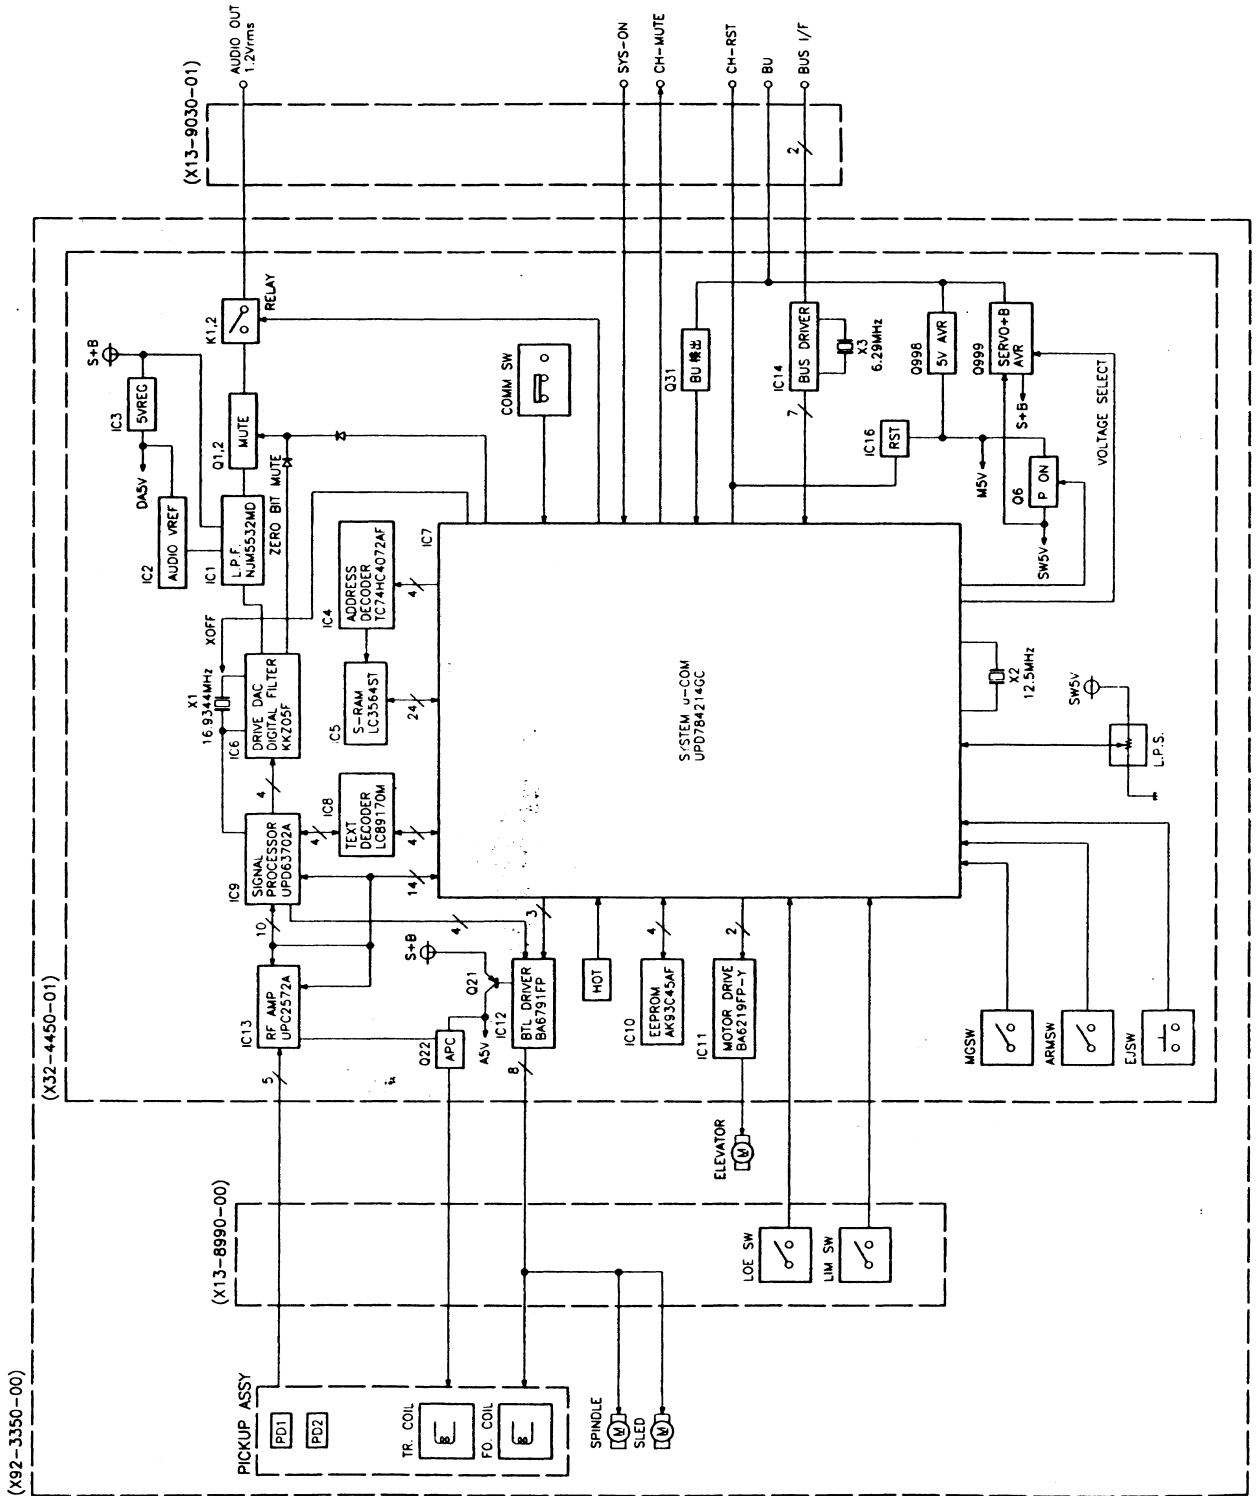 (X92-3350-00)
(X32-4450-01)
(X13-9030-01)
(X13-8990-00)
PICKUP ASSY
PD1
PD2
TR. COIL
FO. COIL
SPINDLE
M
SLED
M
5
IC13
RF AMP
UPC2572A
10
IC9
SIGNAL
PROCESSOR
UPD63702A
4
X1
16.9344MHz
XOFF
IC6
DRIVE DAC
DIGITAL FILTER
KKZ05F
IC2
AUDIO VREF
DA5V
IC3
5VREG
S+B
IC1
L.P.F.
NJM5532MD
ZERO BIT MUTE
Q1,2
MUTE
K1,2
RELAY
AUDIO OUT
1.2Vrms
Q22
APC
A5V
Q21
S+B
IC12
BTL DRIVER
BA6791FP
8
4
3
14
4
IC8
TEXT
DECODER
LC89170M
4
IC5
S-RAM
LC3564ST
24
IC4
ADDRESS
DECODER
TC74HC4072AF
4
IC7
SYSTEM u-COM
UPD784214GC
COMM SW
SYS-ON
CH-MUTE
CH-RST
BU
BUS I/F
2
Q31
BU 検出
IC14
BUS DRIVER
7
X3
6.29MHz
IC16
RST
Q998
5V AVR
Q999
SERVO+B
AVR
S+B
M5V
Q6
P ON
SW5V
VOLTAGE SELECT
HOT
IC10
EEPROM
AK93C45AF
4
IC11
MOTOR DRIVE
BA6219FP-Y
2
ELEVATOR
M
LOE SW
LIM SW
MGSW
ARMSW
EJSW
L.P.S.
SW5V
X2
12.5MHz